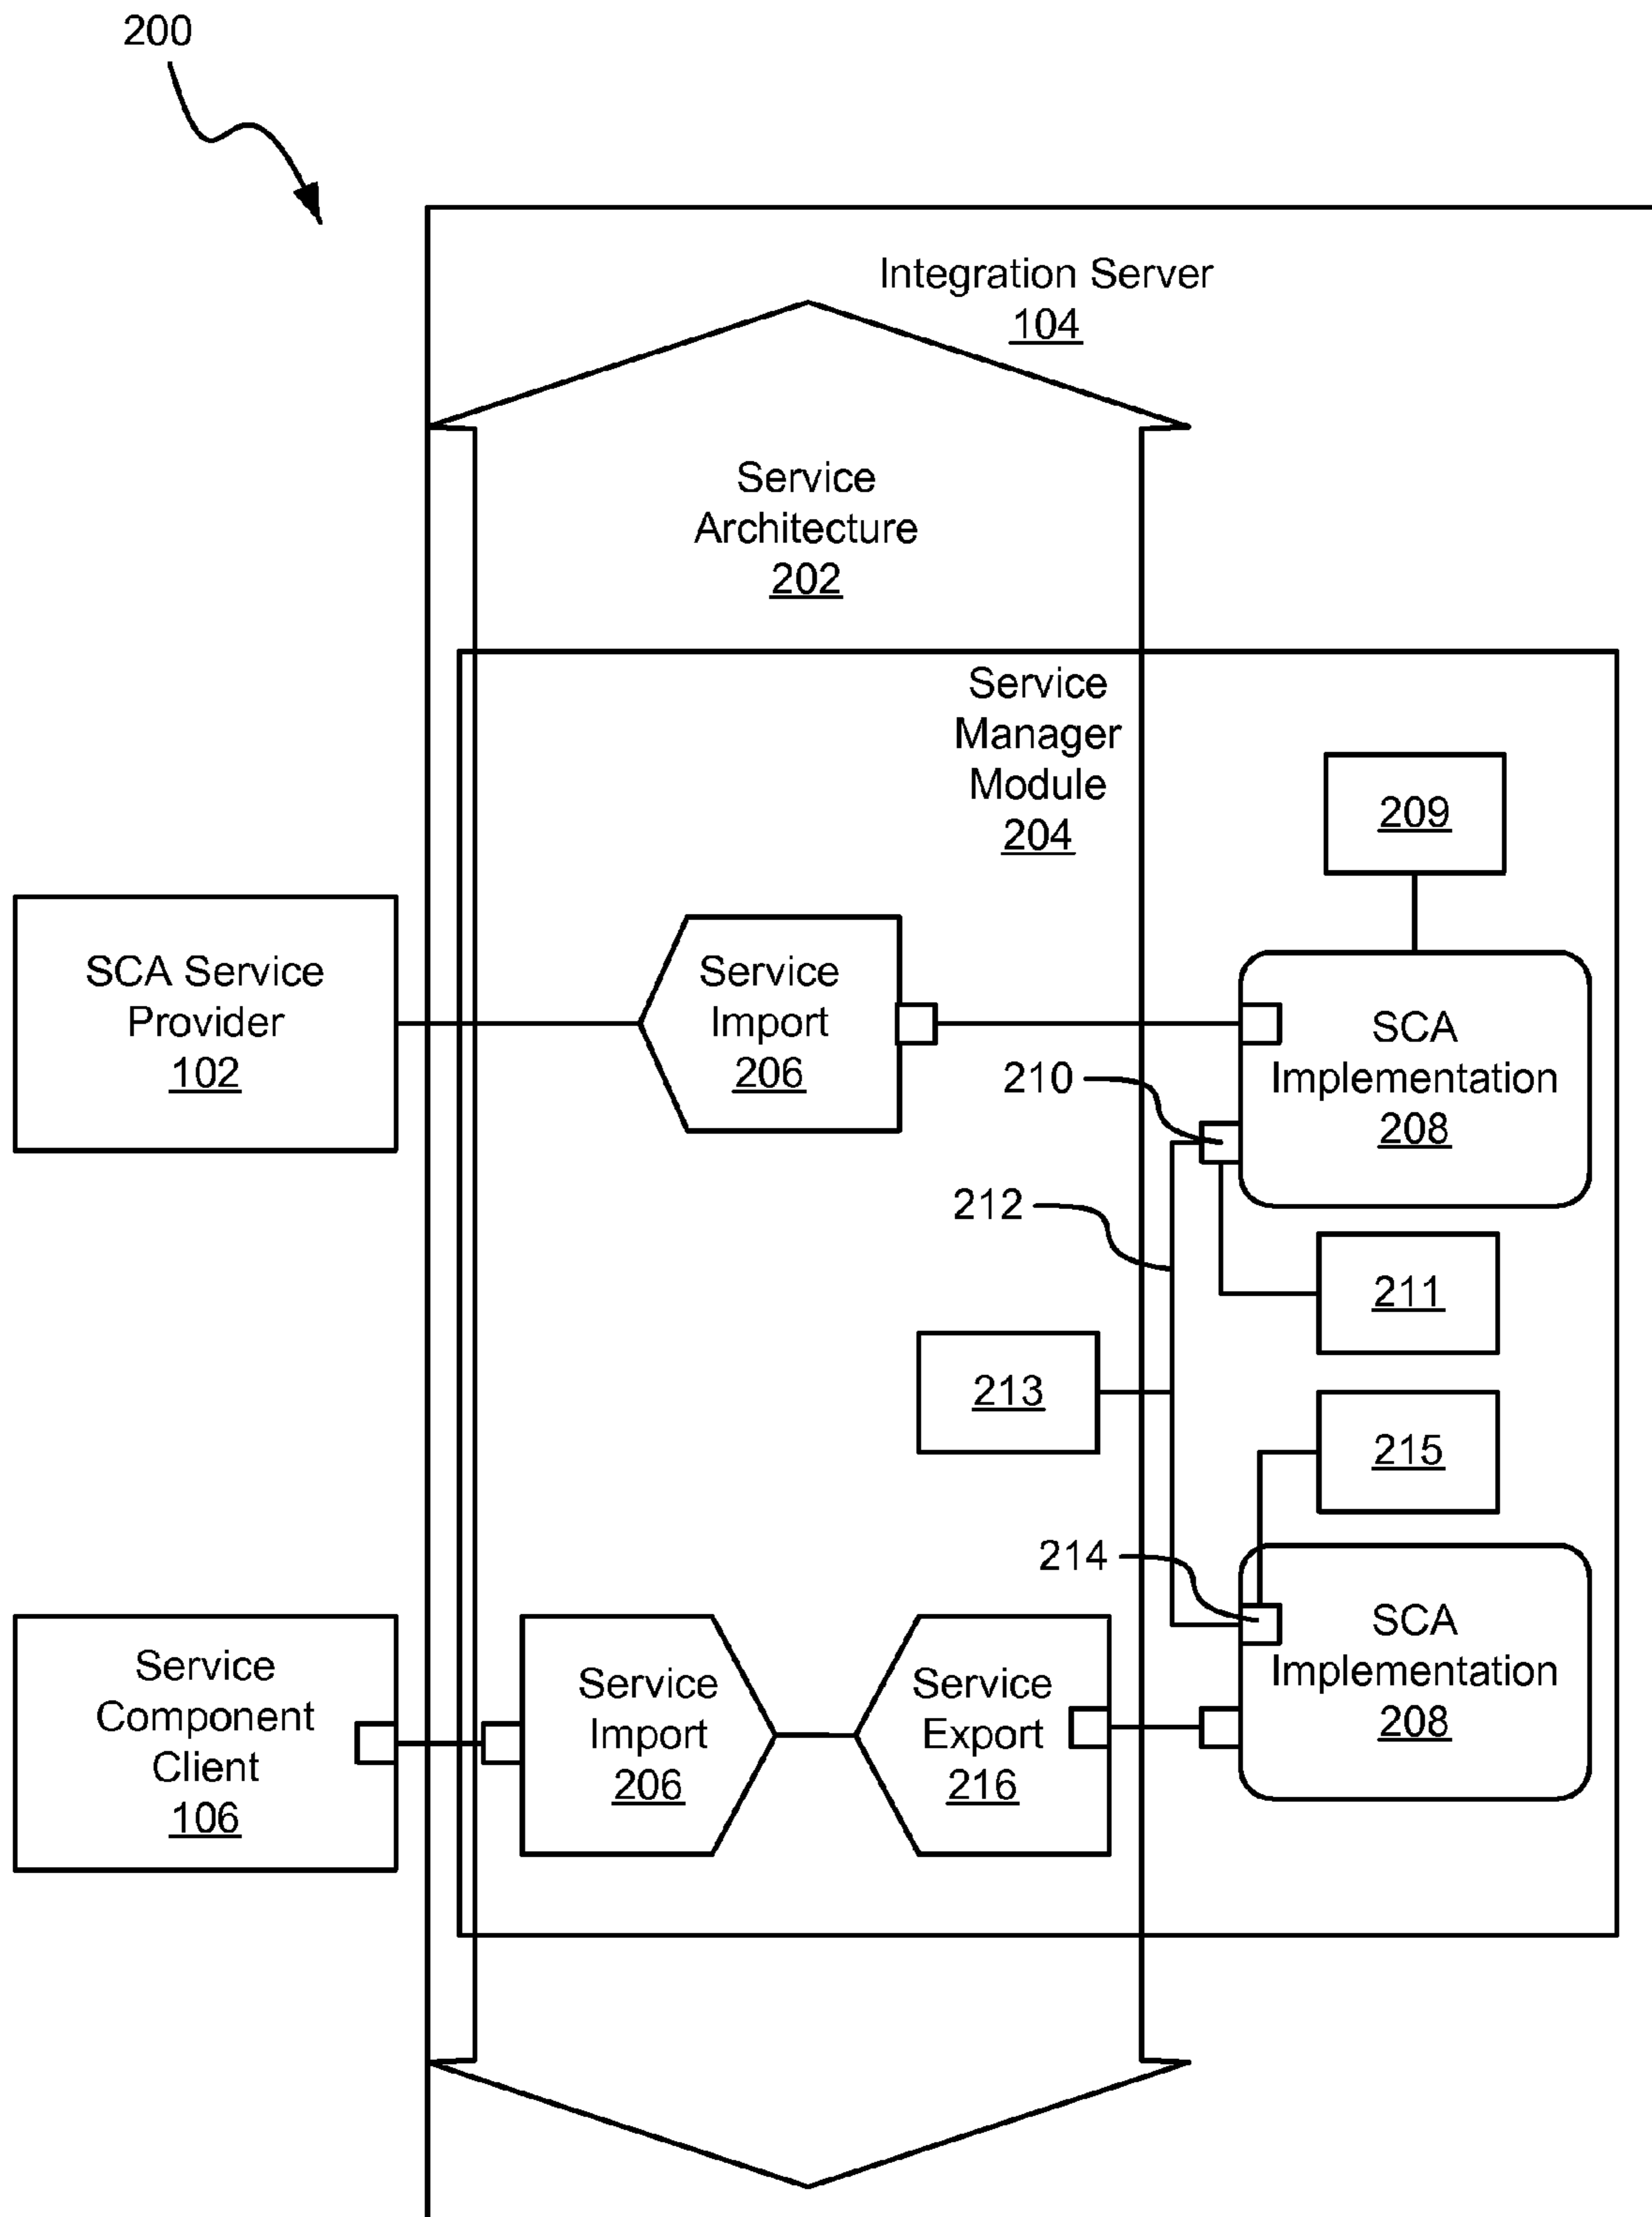 200
Integration Server
104
Service
Architecture
202
Service
Manager
Module
204
209
SCA Service
Provider
102
Service
Import
206
SCA
Implementation
208
210
212
211
213
215
214
Service
Component
Client
106
Service
Import
206
Service
Export
216
SCA
Implementation
208